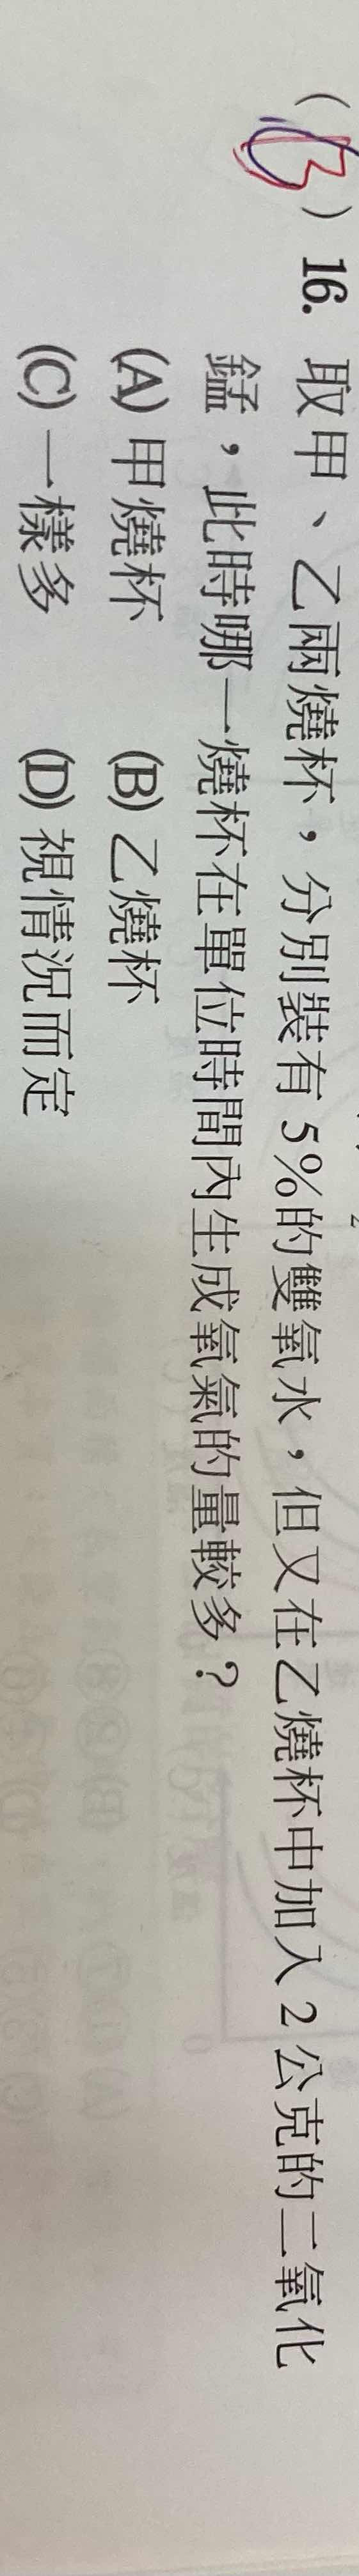 (B) 16. 取甲、乙兩燒杯，分別裝有 5%的雙氧水，但又在乙燒杯中加入 2 公克的二氧化
錳，此時哪一燒杯在單位時間內生成氧氣的量較多？
(A) 甲燒杯 (B) 乙燒杯
(C) 一樣多 (D) 視情況而定